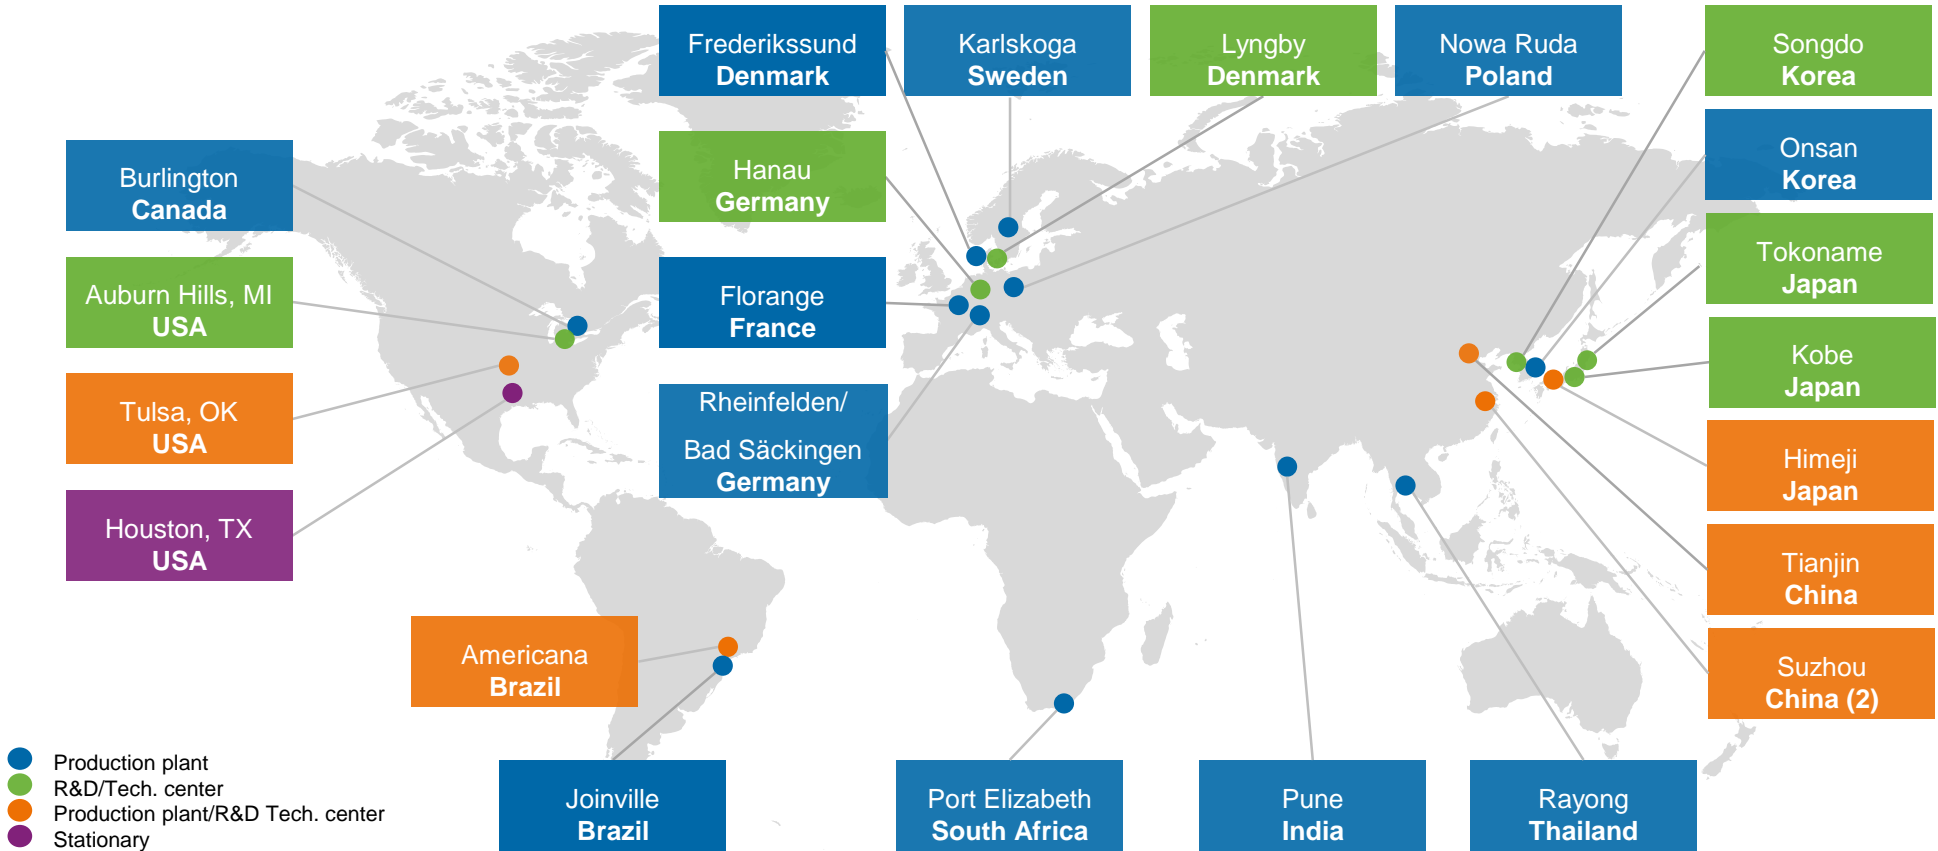 Frederikssund
Denmark
Karlskoga
Sweden
Lyngby
Denmark
Nowa Ruda
Poland
Songdo
Korea
Burlington
Canada
Hanau
Germany
Onsan
Korea
Auburn Hills, MI
USA
Florange
France
Tokoname
Japan
Kobe
Japan
Tulsa, OK
USA
Rheinfelden/
Bad Säckingen
Germany
Himeji
Japan
Houston, TX
USA
Tianjin
China
Americana
Brazil
Suzhou
China (2)
Production plant
R&D/Tech. center
Production plant/R&D Tech. center
Stationary
Joinville
Brazil
Port Elizabeth
South Africa
Pune
India
Rayong
Thailand